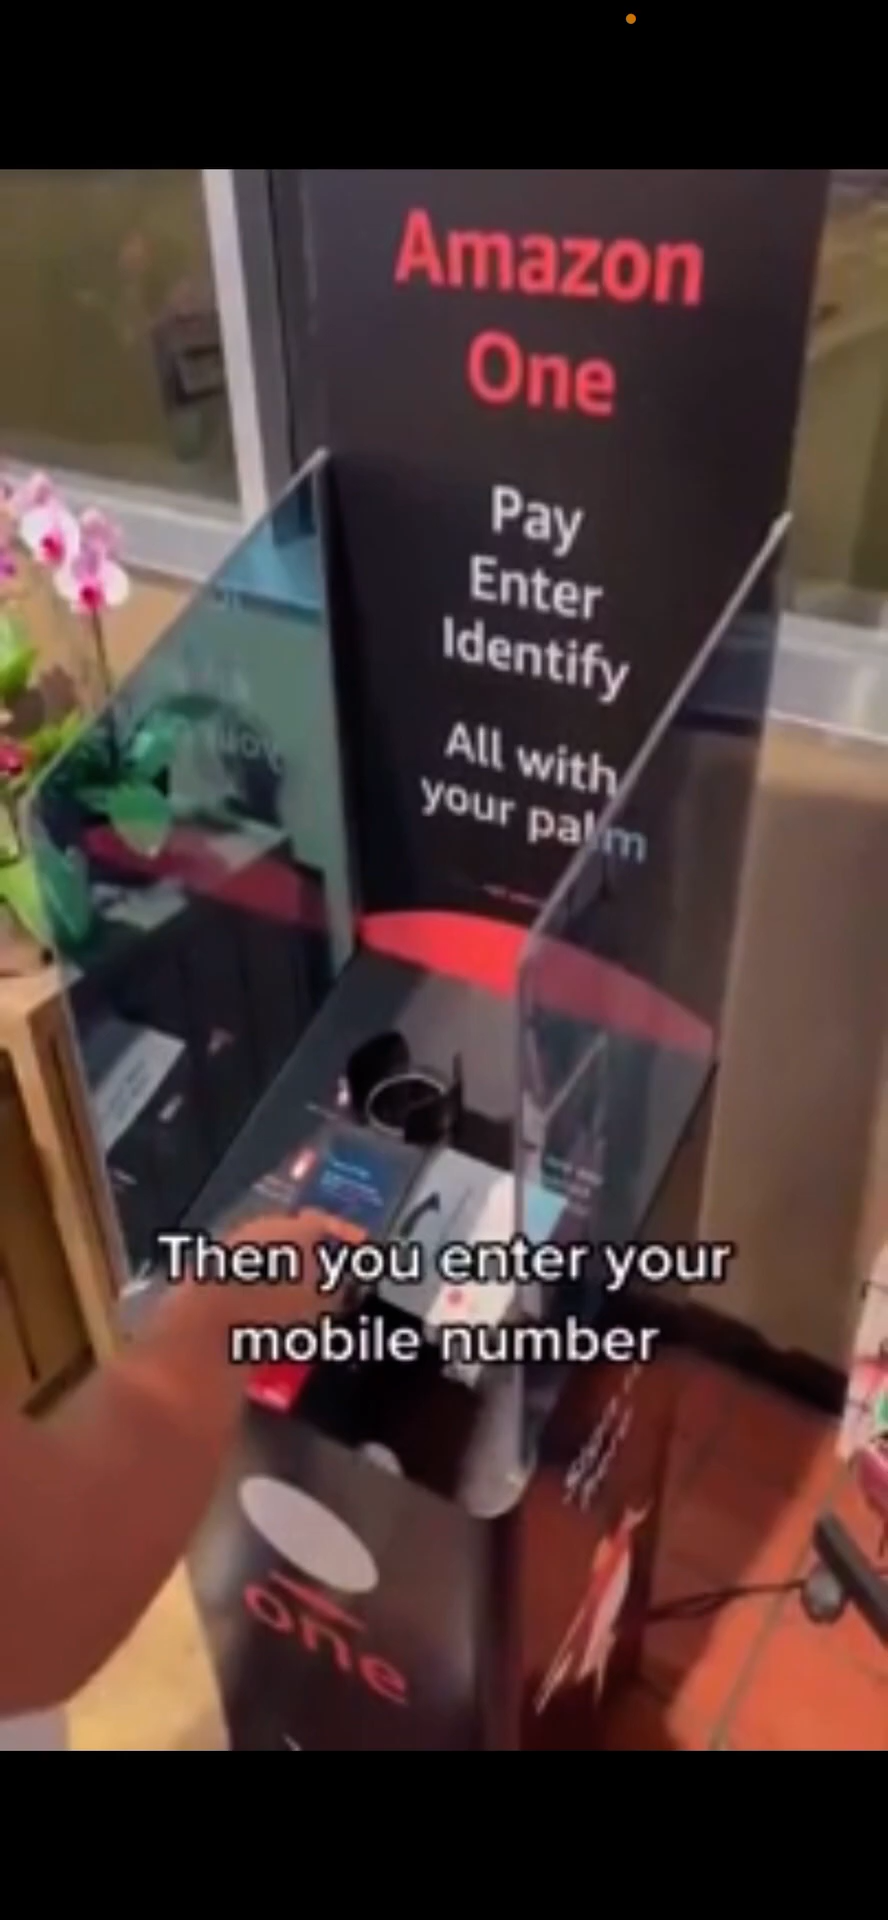 Amazon
One
Pay
Enter
Identify
All with
your palm
Then you enter your
mobile number
one